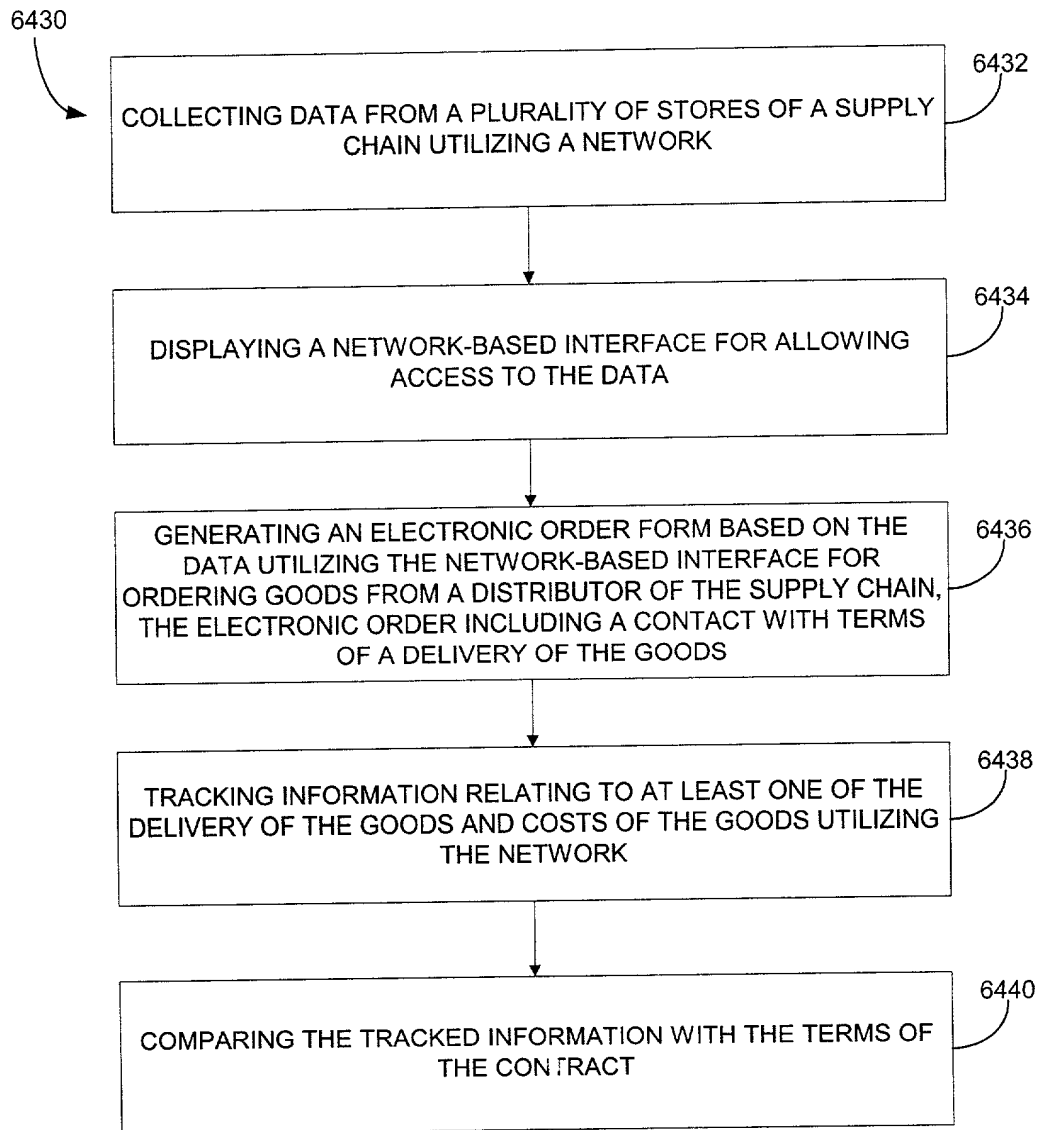 6430
6432
COLLECTING DATA FROM A PLURALITY OF STORES OF A SUPPLY
CHAIN UTILIZING A NETWORK
6434
DISPLAYING A NETWORK-BASED INTERFACE FOR ALLOWING
ACCESS TO THE DATA
6436
GENERATING AN ELECTRONIC ORDER FORM BASED ON THE
DATA UTILIZING THE NETWORK-BASED INTERFACE FOR
ORDERING GOODS FROM A DISTRIBUTOR OF THE SUPPLY CHAIN,
THE ELECTRONIC ORDER INCLUDING A CONTACT WITH TERMS
OF A DELIVERY OF THE GOODS
6438
TRACKING INFORMATION RELATING TO AT LEAST ONE OF THE
DELIVERY OF THE GOODS AND COSTS OF THE GOODS UTILIZING
THE NETWORK
6440
COMPARING THE TRACKED INFORMATION WITH THE TERMS OF
THE CONTRACT